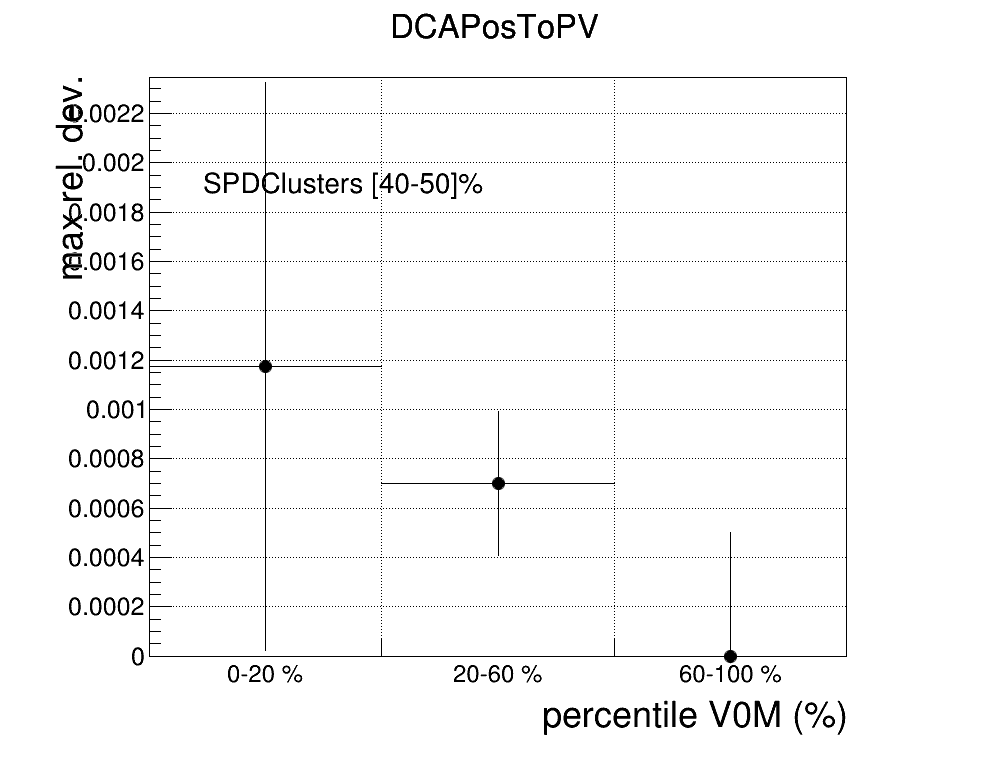 DCAPosToPV
max rel. dev.
0.0022
0.002
SPDClusters [40-50]%
0.0018
0.0016
0.0014
0.0012
0.001
0.0008
0.0006
0.0004
0.0002
0
0-20 % 20-60 % 60-100 %
percentile V0M (%)